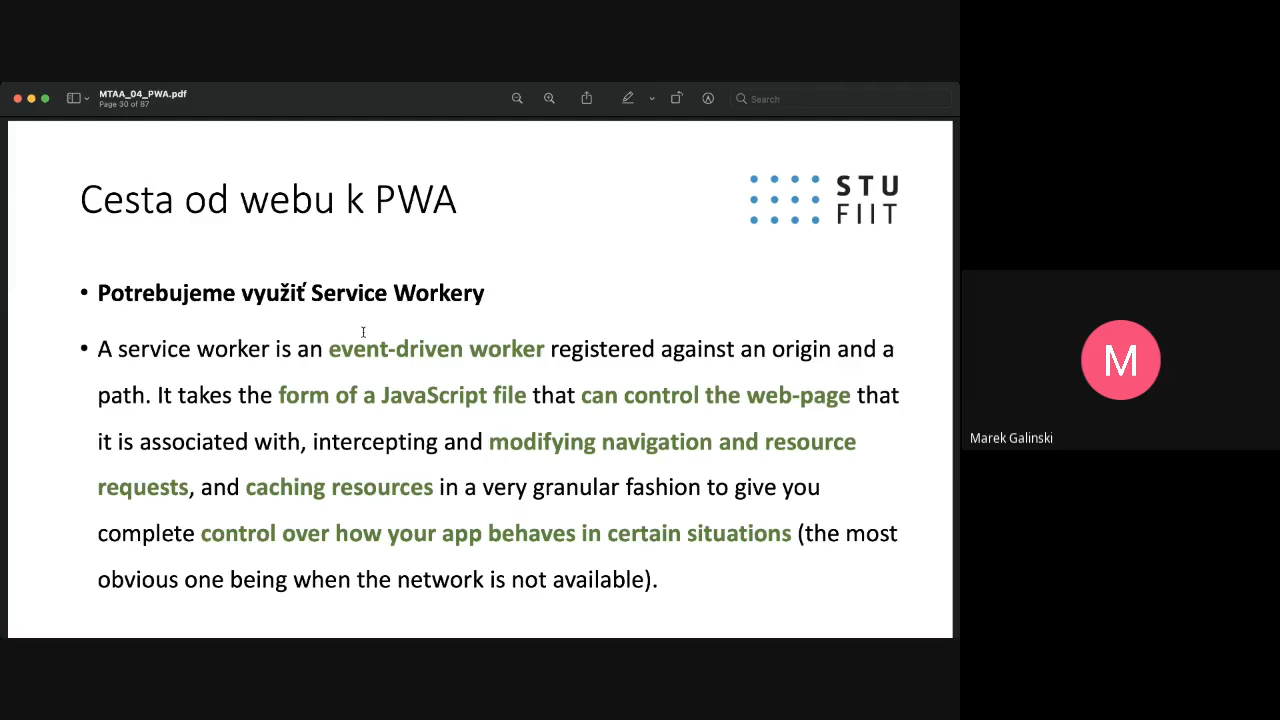 MTAA_04_PWA.pdf
Page 30 of 87
Search
Cesta od webu k PWA
STU
FIIT
• Potrebujeme využiť Service Workery
• A service worker is an event-driven worker registered against an origin and a
path. It takes the form of a JavaScript file that can control the web-page that
it is associated with, intercepting and modifying navigation and resource
requests, and caching resources in a very granular fashion to give you
complete control over how your app behaves in certain situations (the most
obvious one being when the network is not available).
M
Marek Galinski